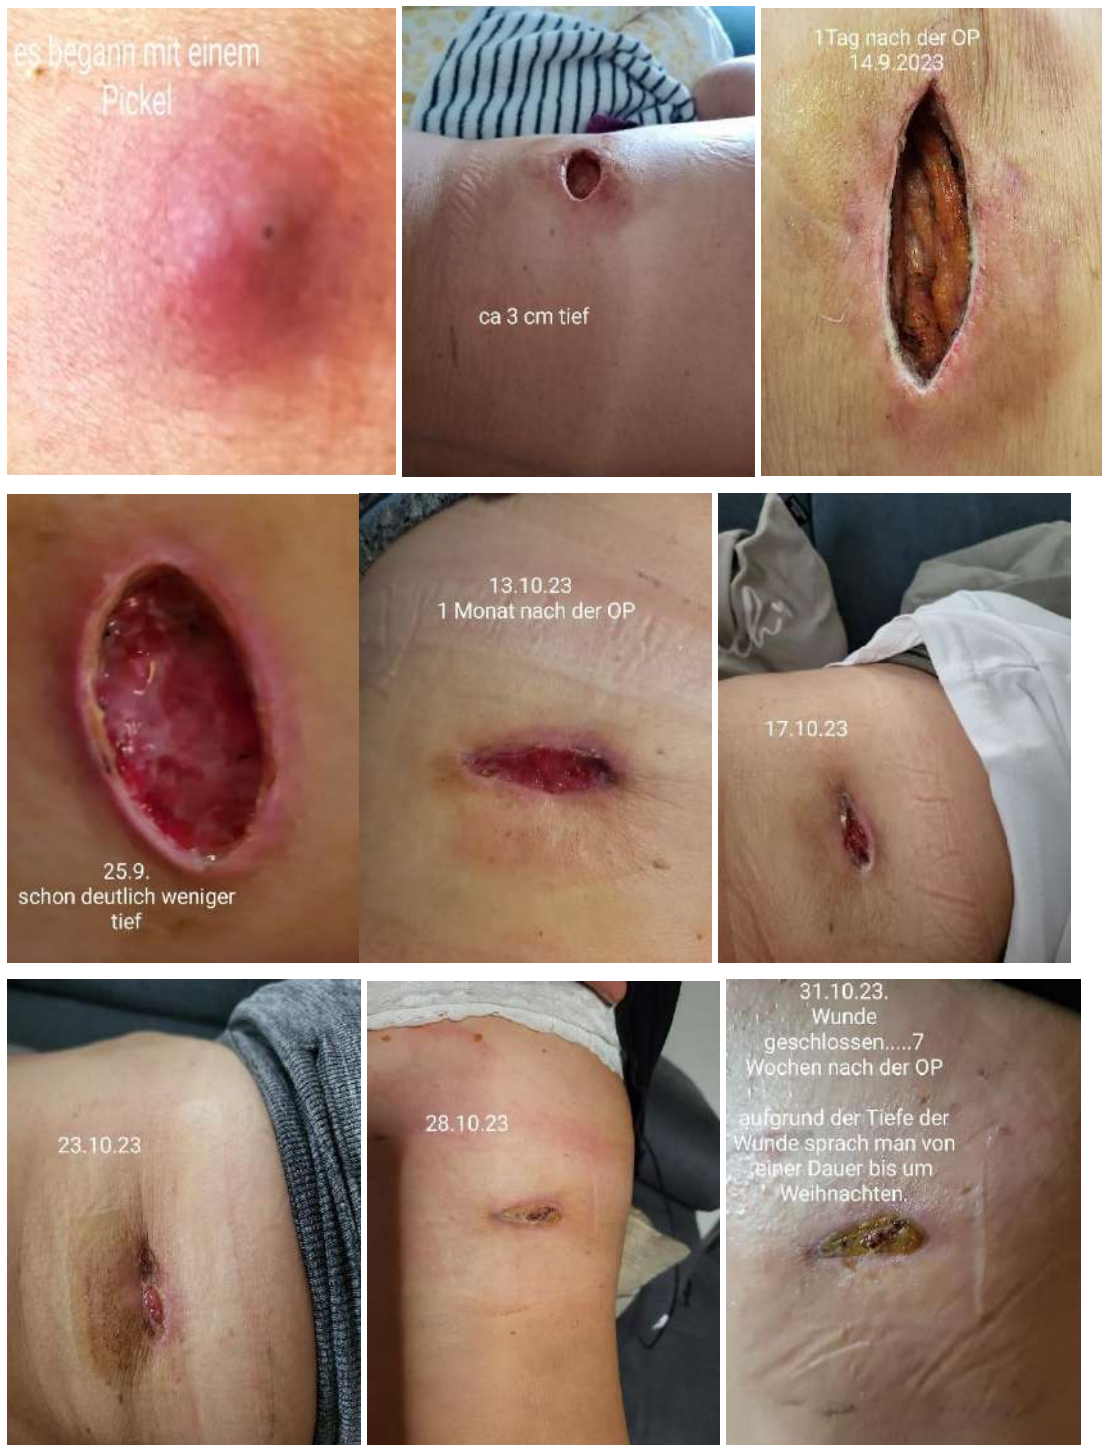 es begann mit einem
Pickel
ca 3 cm tief
1Tag nach der OP
14.9.2023
25.9.
schon deutlich weniger
tief
13.10.23
1 Monat nach der OP
17.10.23
23.10.23
28.10.23
31.10.23.
Wunde
geschlossen.....7
Wochen nach der OP
aufgrund der Tiefe der
Wunde sprach man von
einer Dauer bis um
Weihnachten.